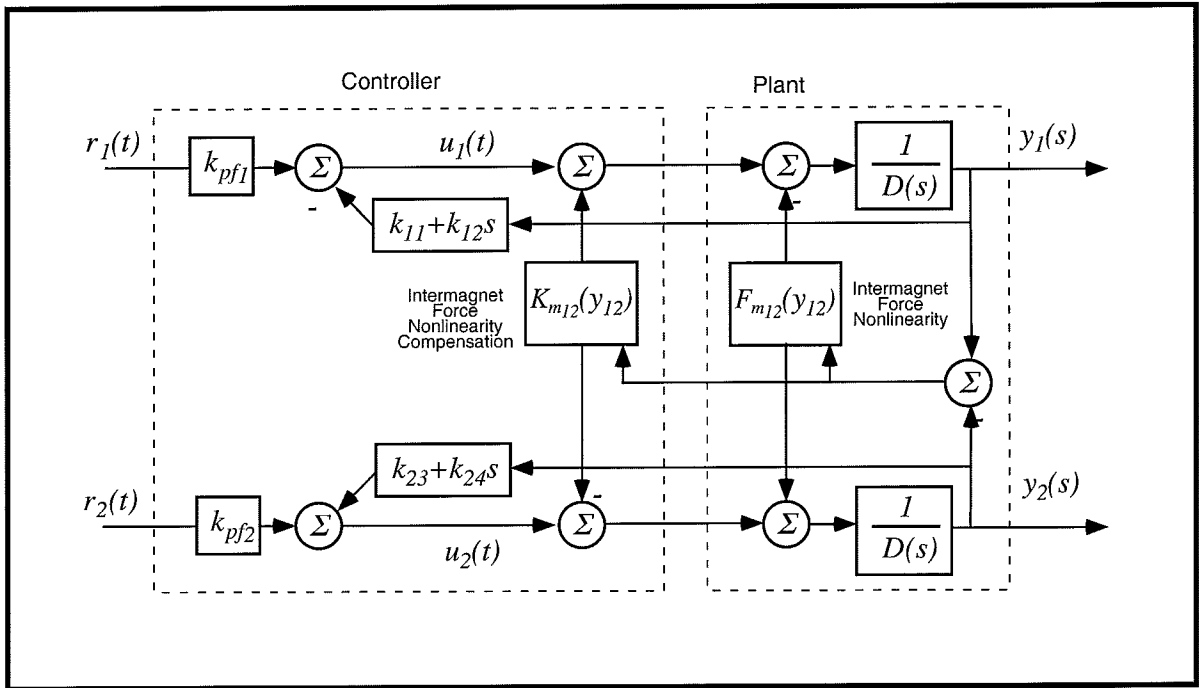 Controller
Plant
r1(t)
kpf1
Σ
-
u1(t)
Σ
Σ
-
1
D(s)
y1(s)
k11+k12s
Intermagnet
Force
Nonlinearity
Compensation
Km12(y12)
Fm12(y12)
Intermagnet
Force
Nonlinearity
Σ
-
k23+k24s
r2(t)
kpf2
Σ
u2(t)
-
Σ
Σ
1
D(s)
y2(s)